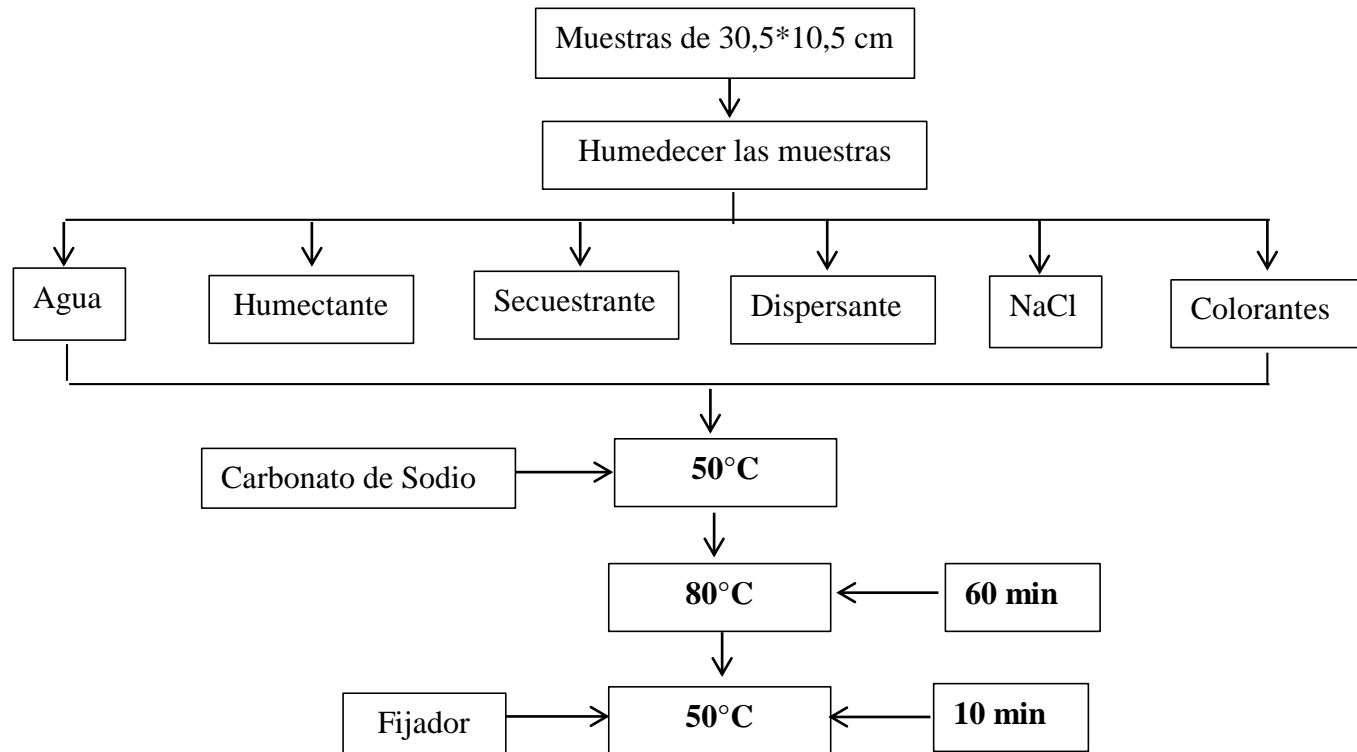 Muestras de 30,5*10,5 cm
Humedecer las muestras
Agua
Humectante
Secuestrante
Dispersante
NaCl
Colorantes
Carbonato de Sodio
50°C
80°C
60 min
Fijador
50°C
10 min